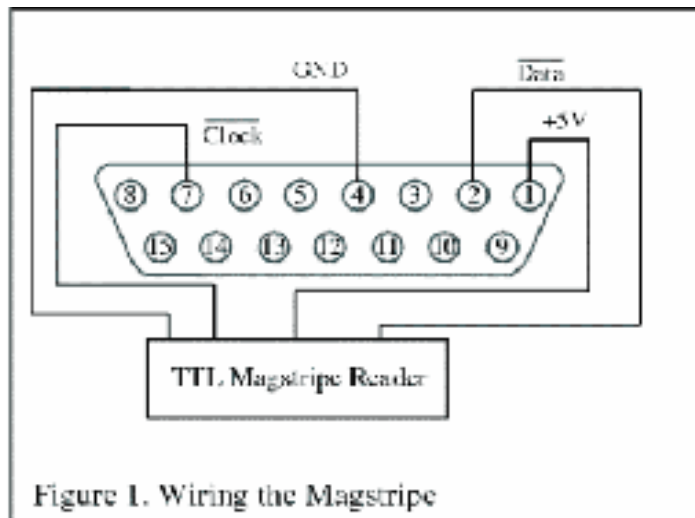 GND
Data
+5V
Clock
8 7 6 5 4 3 2 1
15 14 13 12 11 10 9
TTL Magstripe Reader
Figure 1. Wiring the Magstripe